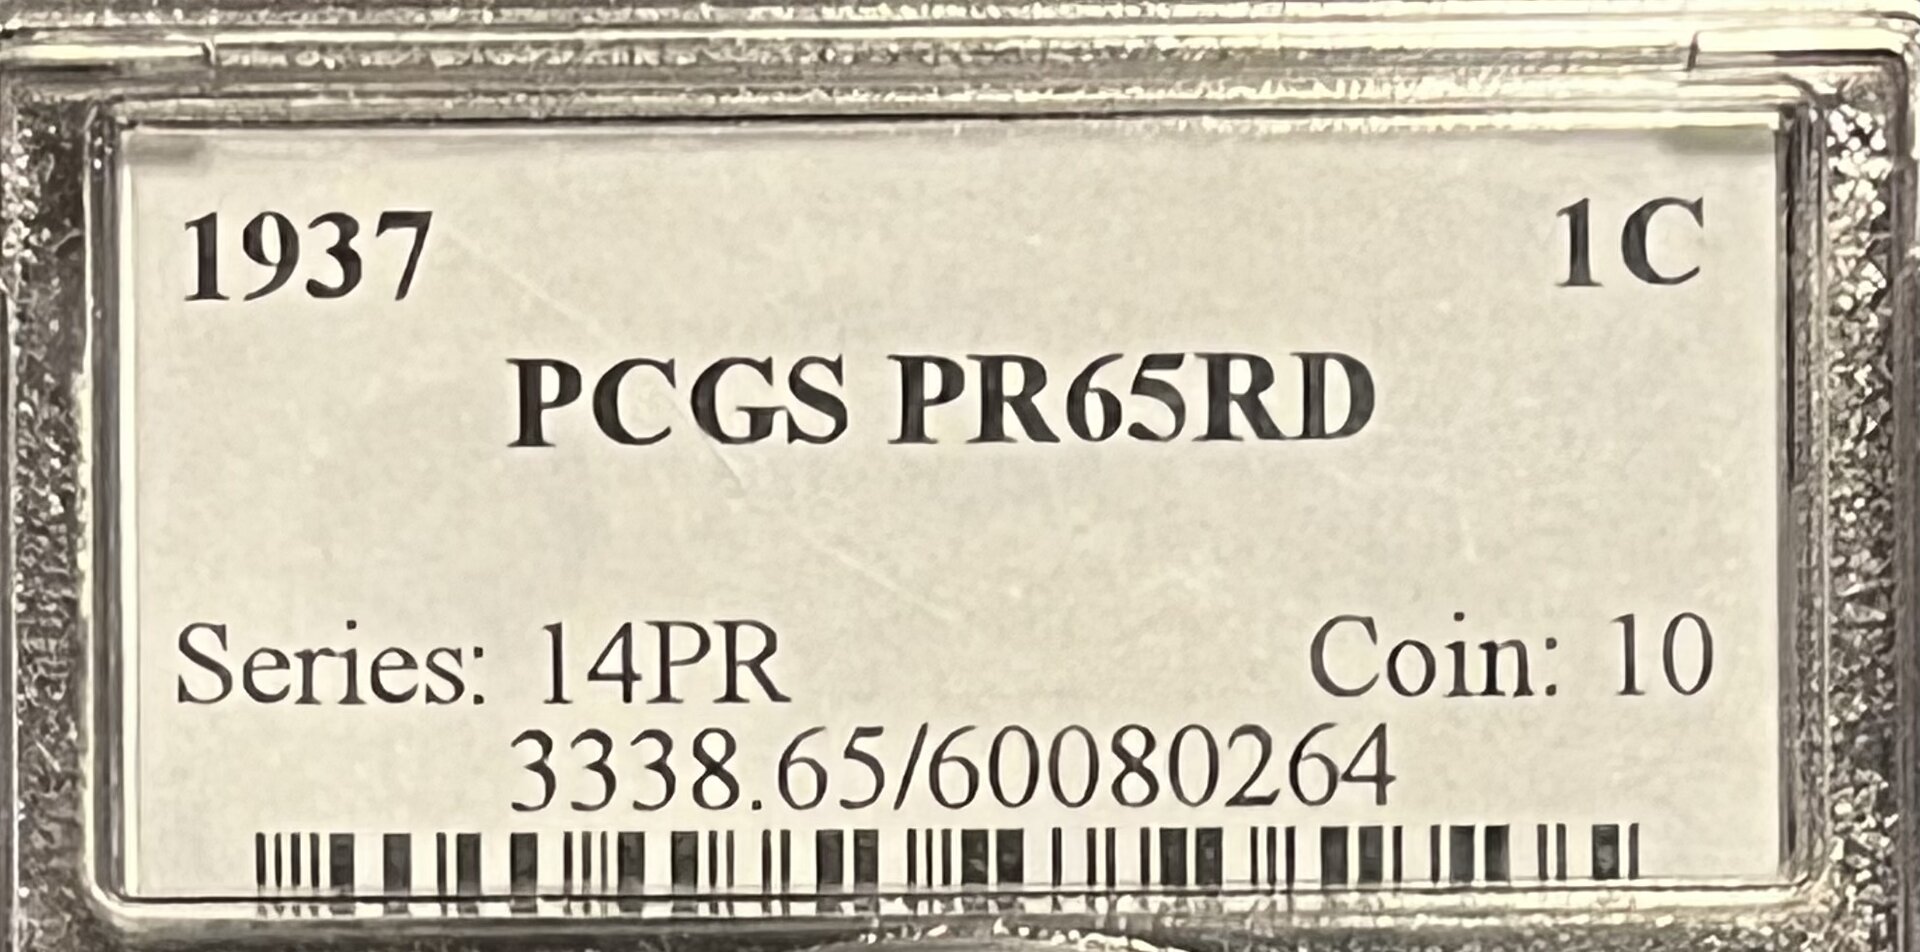 1937 1C
PCGS PR65RD
Series: 14PR Coin: 10
3338.65/60080264